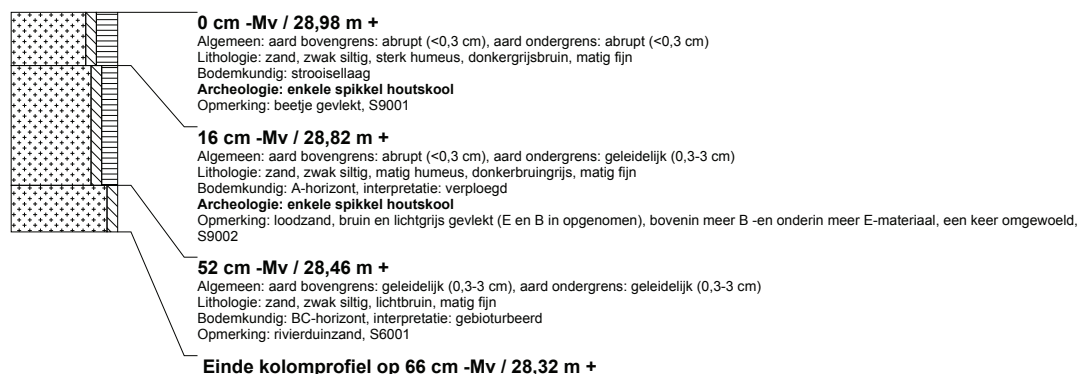 0 cm -Mv / 28,98 m +
Algemeen: aard bovengrens: abrupt (<0,3 cm), aard ondergrens: abrupt (<0,3 cm)
Lithologie: zand, zwak siltig, sterk humeus, donkergrijsbruin, matig fijn
Bodemkundig: strooisellaag
Archeologie: enkele spikkel houtskool
Opmerking: beetje gevlekt, S9001
16 cm -Mv / 28,82 m +
Algemeen: aard bovengrens: abrupt (<0,3 cm), aard ondergrens: geleidelijk (0,3-3 cm)
Lithologie: zand, zwak siltig, matig humeus, donkerbruingrijs, matig fijn
Bodemkundig: A-horizont, interpretatie: verploegd
Archeologie: enkele spikkel houtskool
Opmerking: loodzand, bruin en lichtgrijs gevlekt (E en B in opgenomen), bovenin meer B -en onderin meer E-materiaal, een keer omgewoeld,
S9002
52 cm -Mv / 28,46 m +
Algemeen: aard bovengrens: geleidelijk (0,3-3 cm), aard ondergrens: geleidelijk (0,3-3 cm)
Lithologie: zand, zwak siltig, lichtbruin, matig fijn
Bodemkundig: BC-horizont, interpretatie: gebioturbeerd
Opmerking: rivierduinzand, S6001
Einde kolomprofiel op 66 cm -Mv / 28,32 m +